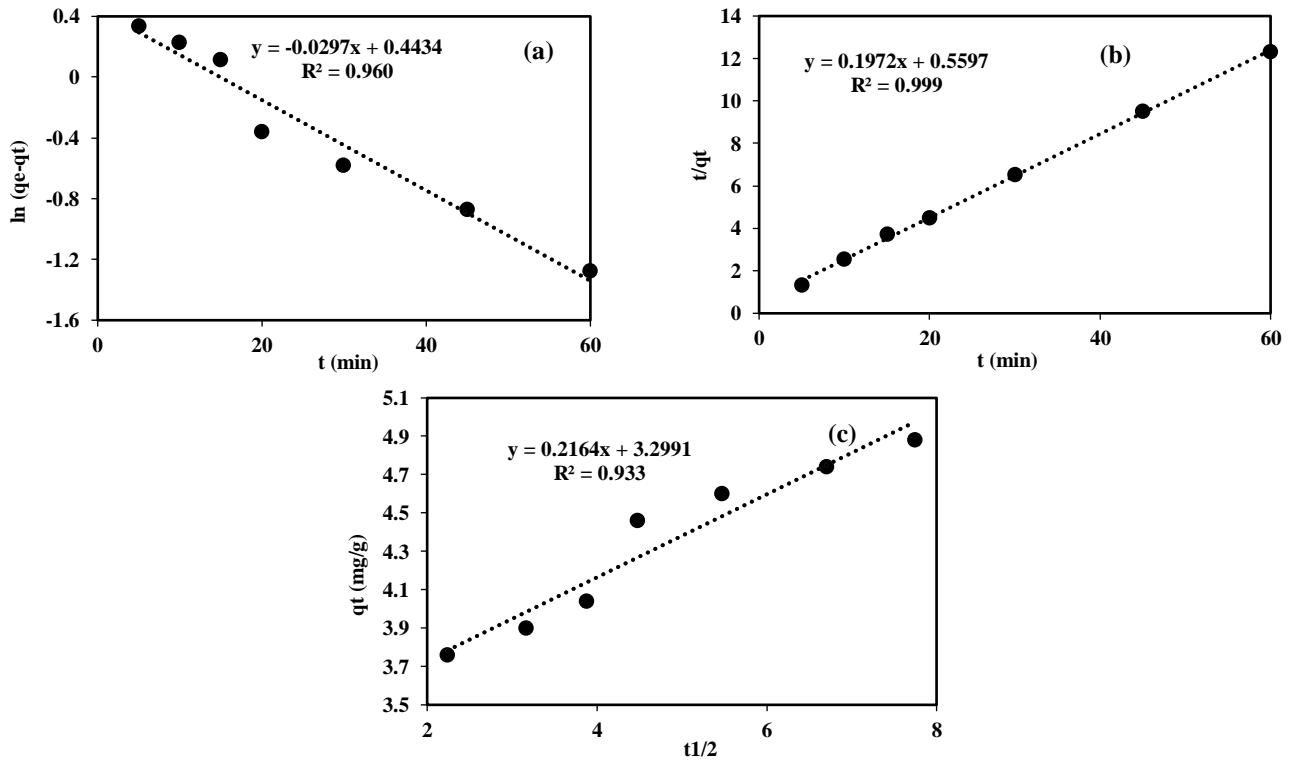 0.4
0
-0.4
-0.8
-1.2
-1.6
ln (qe-qt)
y = -0.0297x + 0.4434
R² = 0.960
(a)
0
20
40
60
t (min)
14
12
10
8
6
4
2
0
t/qt
y = 0.1972x + 0.5597
R² = 0.999
(b)
0
20
40
60
t (min)
5.1
4.9
4.7
4.5
4.3
4.1
3.9
3.7
3.5
qt (mg/g)
y = 0.2164x + 3.2991
R² = 0.933
(c)
2
4
6
8
t1/2